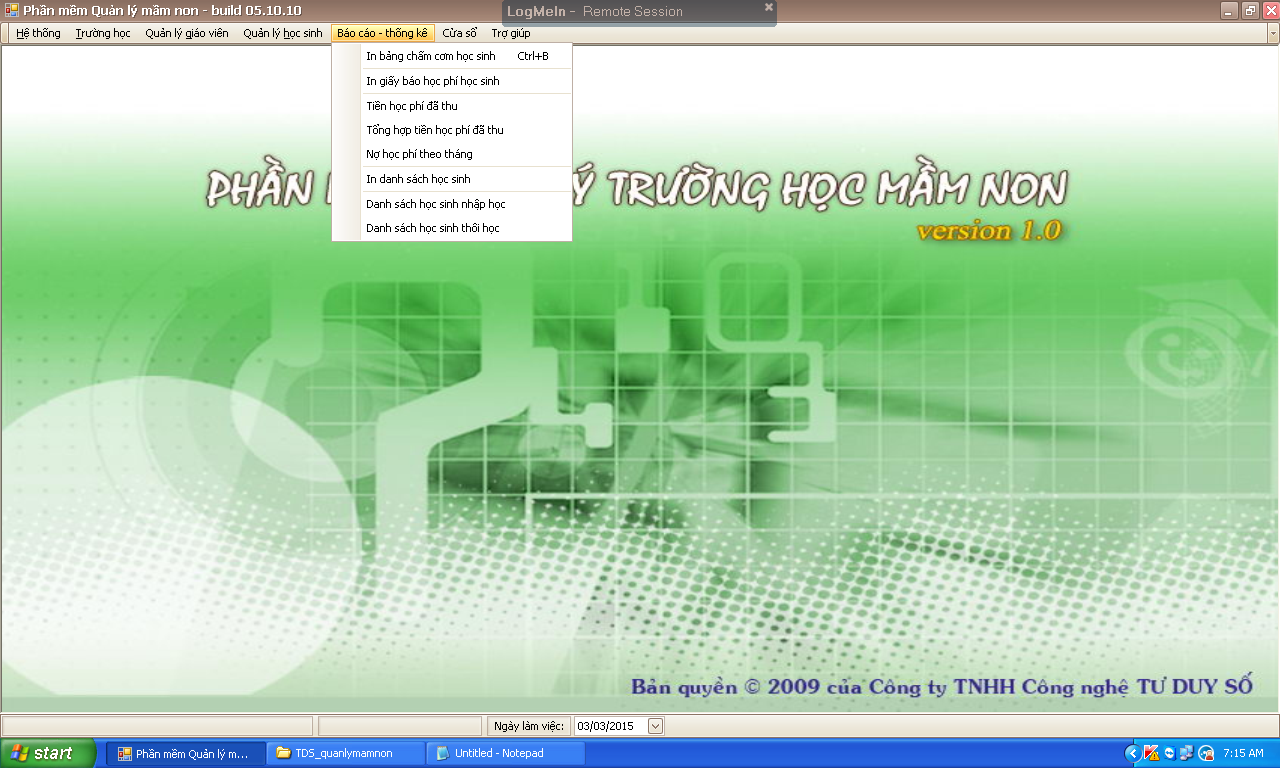 Phần mềm Quản lý mầm non - build 05.10.10
LogMeIn - Remote Session
Hệ thống Trường học Quản lý giáo viên Quản lý học sinh Báo cáo - thống kê Cửa sổ Trợ giúp
In bảng chấm cơm học sinh Ctrl+B
In giấy báo học phí học sinh
Tiền học phí đã thu
Tổng hợp tiền học phí đã thu
Nợ học phí theo tháng
In danh sách học sinh
Danh sách học sinh nhập học
Danh sách học sinh thôi học
PHẦN LÝ TRƯỜNG HỌC MẦM NON
version 1.0
Bản quyền © 2009 của Công ty TNHH Công nghệ TƯ DUY SỐ
Ngày làm việc: 03/03/2015
start Phần mềm Quản lý m... TDS_quanlymamnon Untitled - Notepad 7:15 AM